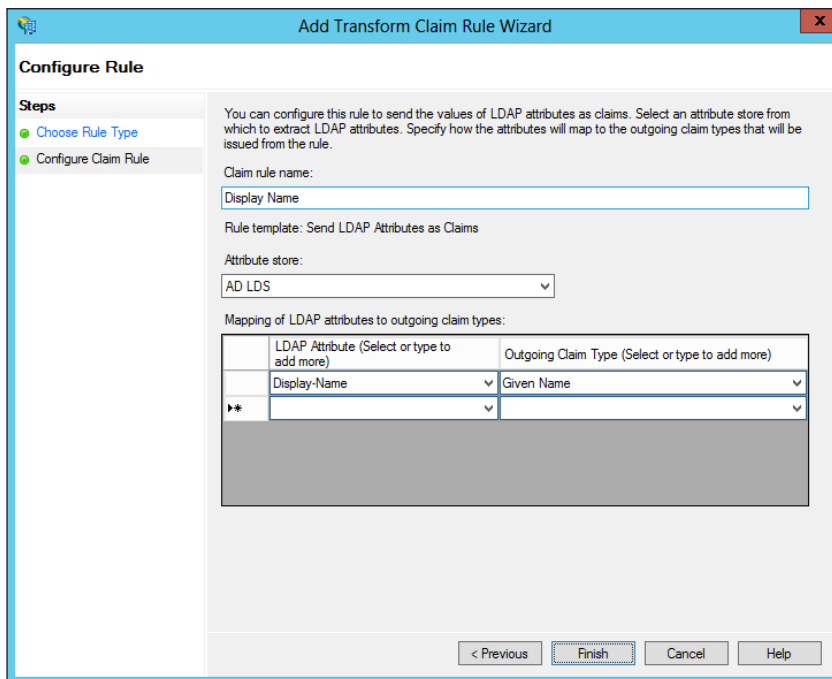 Add Transform Claim Rule Wizard
x
Configure Rule
Steps
Choose Rule Type
Configure Claim Rule
You can configure this rule to send the values of LDAP attributes as claims. Select an attribute store from
which to extract LDAP attributes. Specify how the attributes will map to the outgoing claim types that will be
issued from the rule.
Claim rule name:
Display Name
Rule template: Send LDAP Attributes as Claims
Attribute store:
AD LDS
Mapping of LDAP attributes to outgoing claim types:
LDAP Attribute (Select or type to
add more)
Outgoing Claim Type (Select or type to add more)
Display-Name
Given Name
< Previous
Finish
Cancel
Help